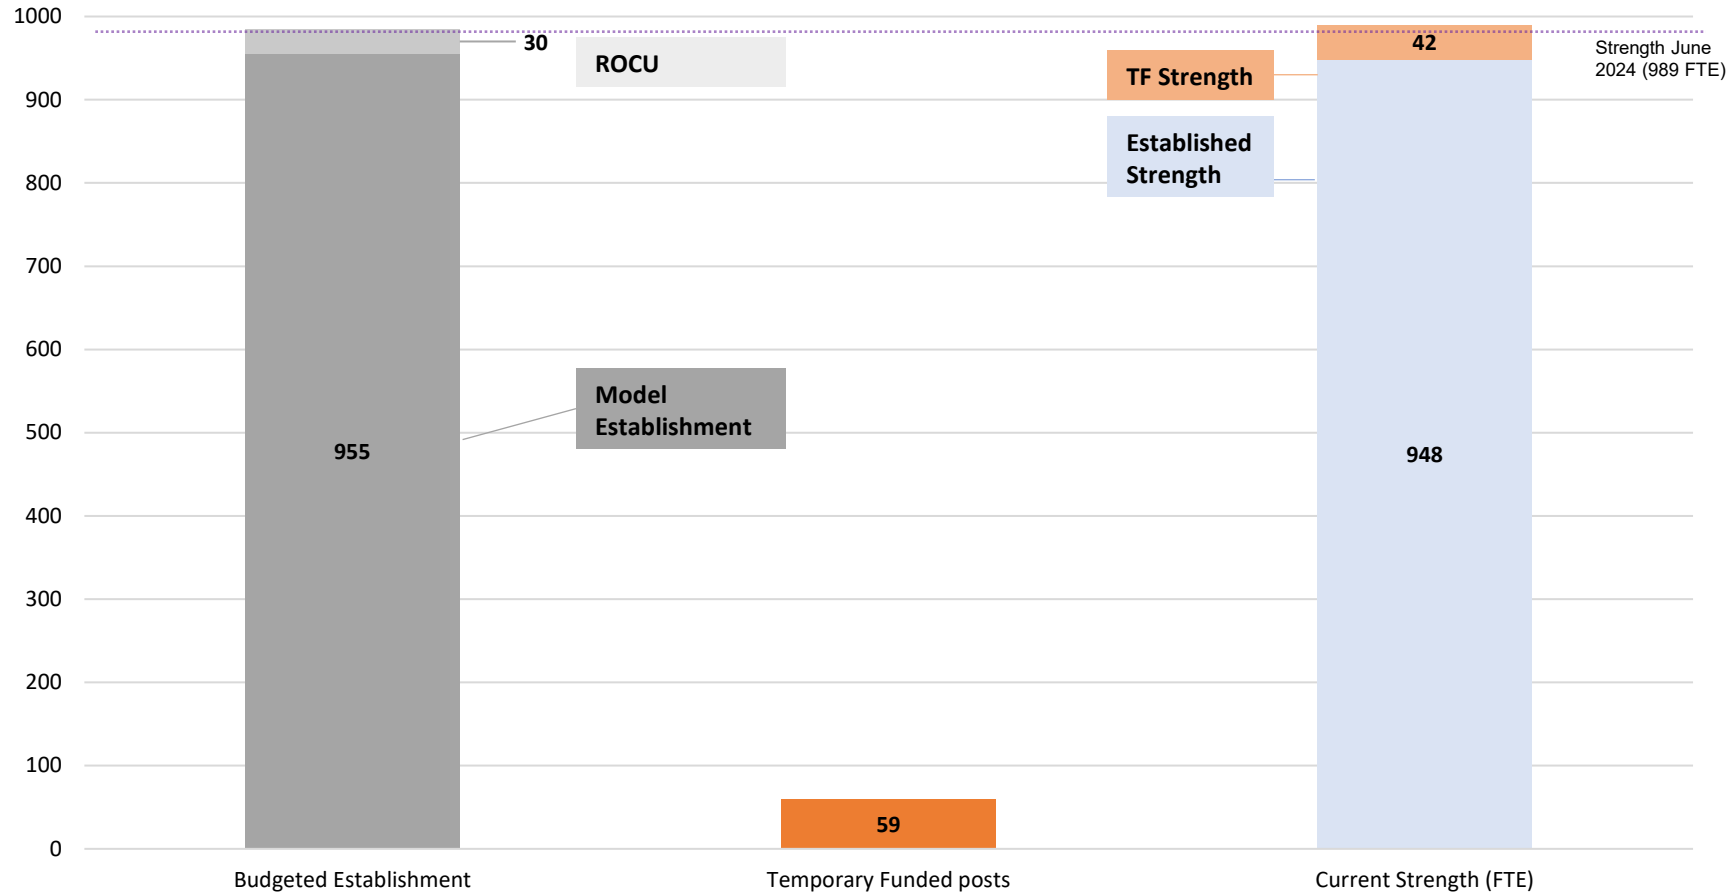 1000
900
800
700
600
500
400
300
200
100
0
30
ROCU
Model
Establishment
955
59
TF Strength
Established
Strength
42
948
Strength June
2024 (989 FTE)
Budgeted Establishment
Temporary Funded posts
Current Strength (FTE)